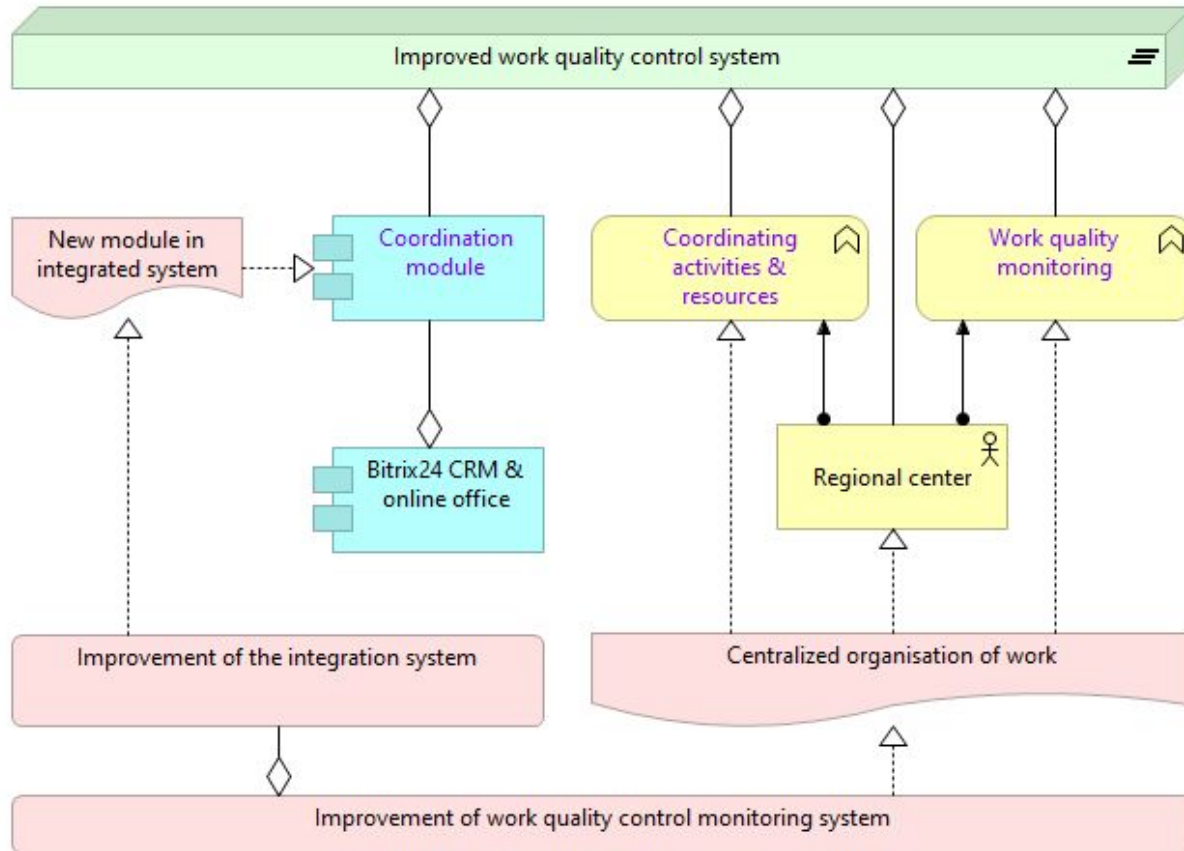 Improved work quality control system
New module in
integrated system
Coordination
module
Coordinating
activities &
resources
Work quality
monitoring
Bitrix24 CRM &
online office
Regional center
Improvement of the integration system
Centralized organisation of work
Improvement of work quality control monitoring system